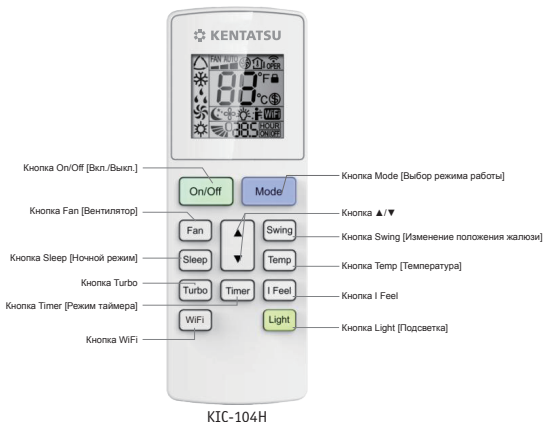 KENTATSU
FAN AUTO OPER
88 °F
°C
WiFi
88.5 HOUR
ON/OFF
Кнопка On/Off [Вкл./Выкл.]
On/Off Mode
Кнопка Mode [Выбор режима работы]
Кнопка Fan [Вентилятор]
Кнопка ▲/▼
Fan ▲ Swing
Кнопка Swing [Изменение положения жалюзи]
Кнопка Sleep [Ночной режим]
Sleep ▼ Temp
Кнопка Temp [Температура]
Кнопка Turbo
Turbo Timer I Feel
Кнопка I Feel
Кнопка Timer [Режим таймера]
WiFi Light
Кнопка Light [Подсветка]
Кнопка WiFi
KIC-104H